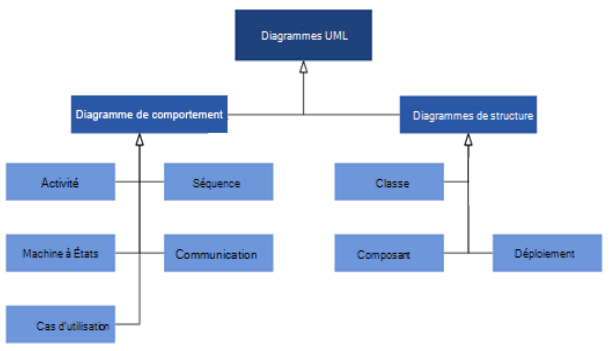 Diagrammes UML
Diagramme de comportement
Diagrammes de structure
Activité
Séquence
Classe
Machine à États
Communication
Composant
Déploiement
Cas d'utilisation